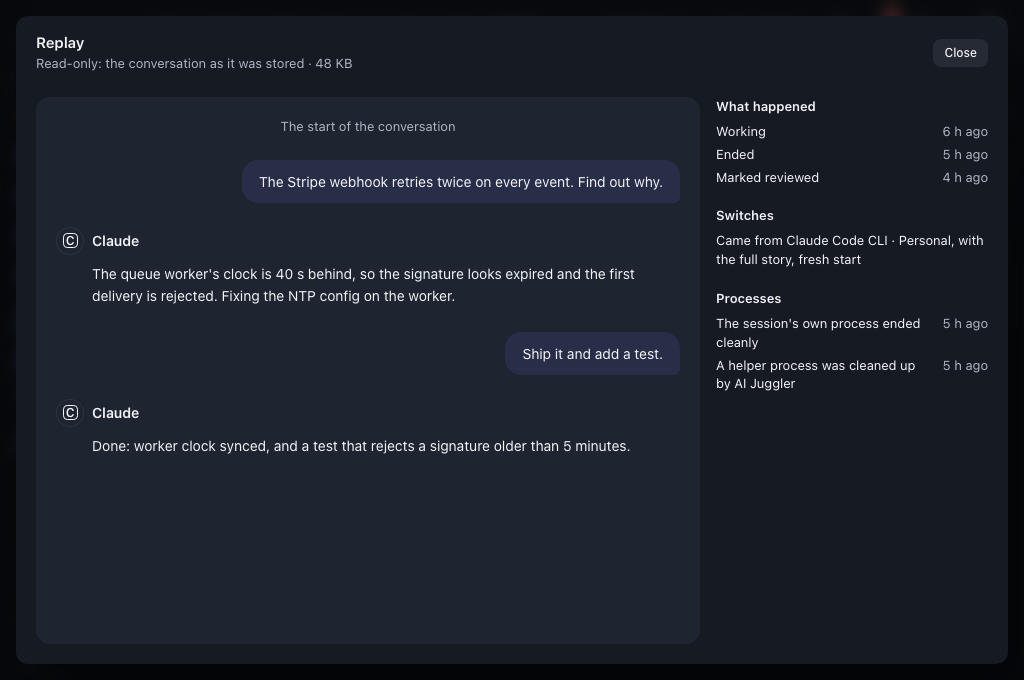 Replay
Read-only: the conversation as it was stored · 48 KB
Close
The start of the conversation
The Stripe webhook retries twice on every event. Find out why.
C Claude
The queue worker's clock is 40 s behind, so the signature looks expired and the first
delivery is rejected. Fixing the NTP config on the worker.
Ship it and add a test.
C Claude
Done: worker clock synced, and a test that rejects a signature older than 5 minutes.
What happened
Working 6 h ago
Ended 5 h ago
Marked reviewed 4 h ago
Switches
Came from Claude Code CLI · Personal, with
the full story, fresh start
Processes
The session's own process ended 5 h ago
cleanly
A helper process was cleaned up 5 h ago
by AI Juggler